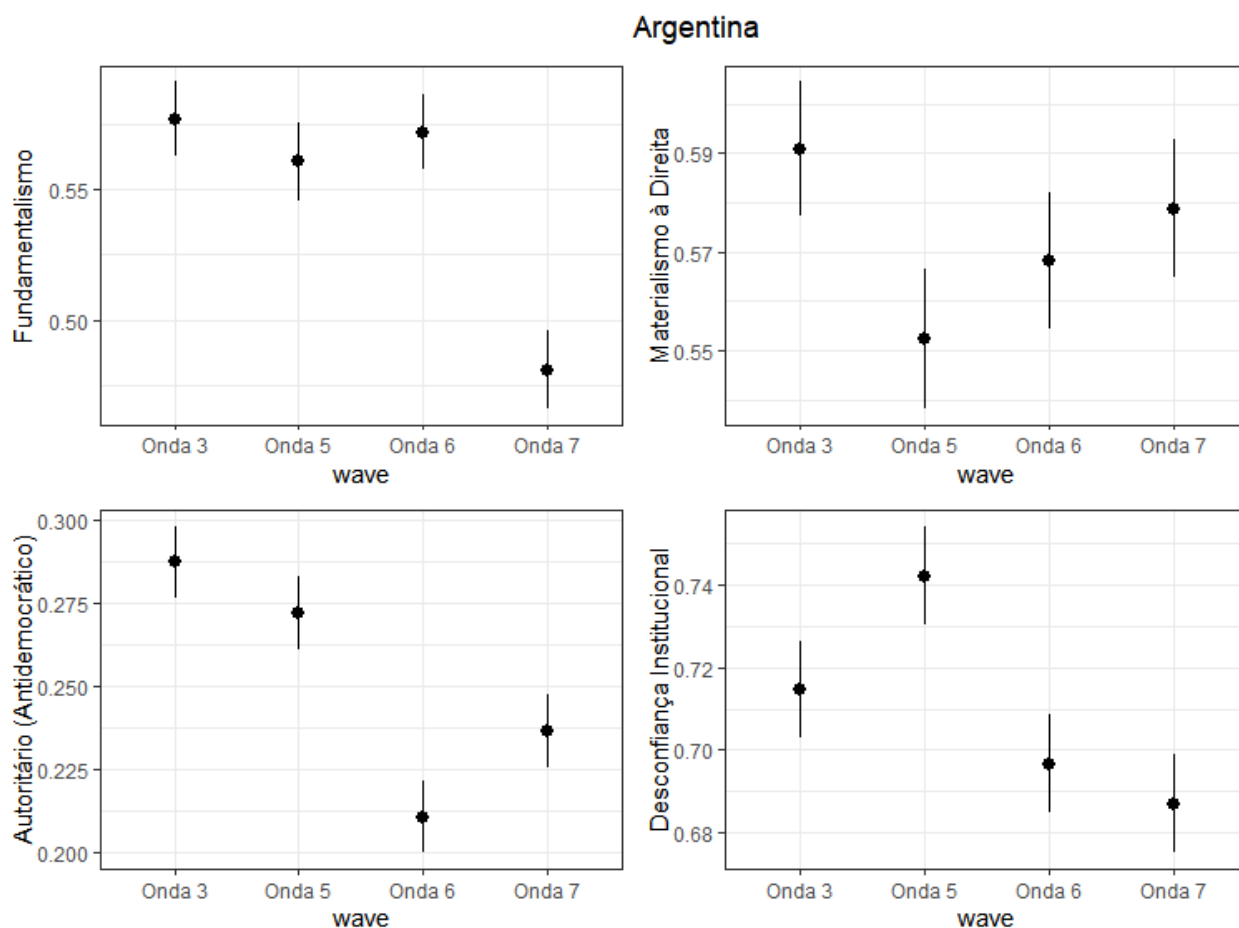 Argentina
Fundamentalismo
0.55
0.50
Onda 3 Onda 5 Onda 6 Onda 7
wave
Materialismo à Direita
0.59
0.57
0.55
Onda 3 Onda 5 Onda 6 Onda 7
wave
Autoritário (Antidemocrático)
0.300
0.275
0.250
0.225
0.200
Onda 3 Onda 5 Onda 6 Onda 7
wave
Desconfiança Institucional
0.74
0.72
0.70
0.68
Onda 3 Onda 5 Onda 6 Onda 7
wave